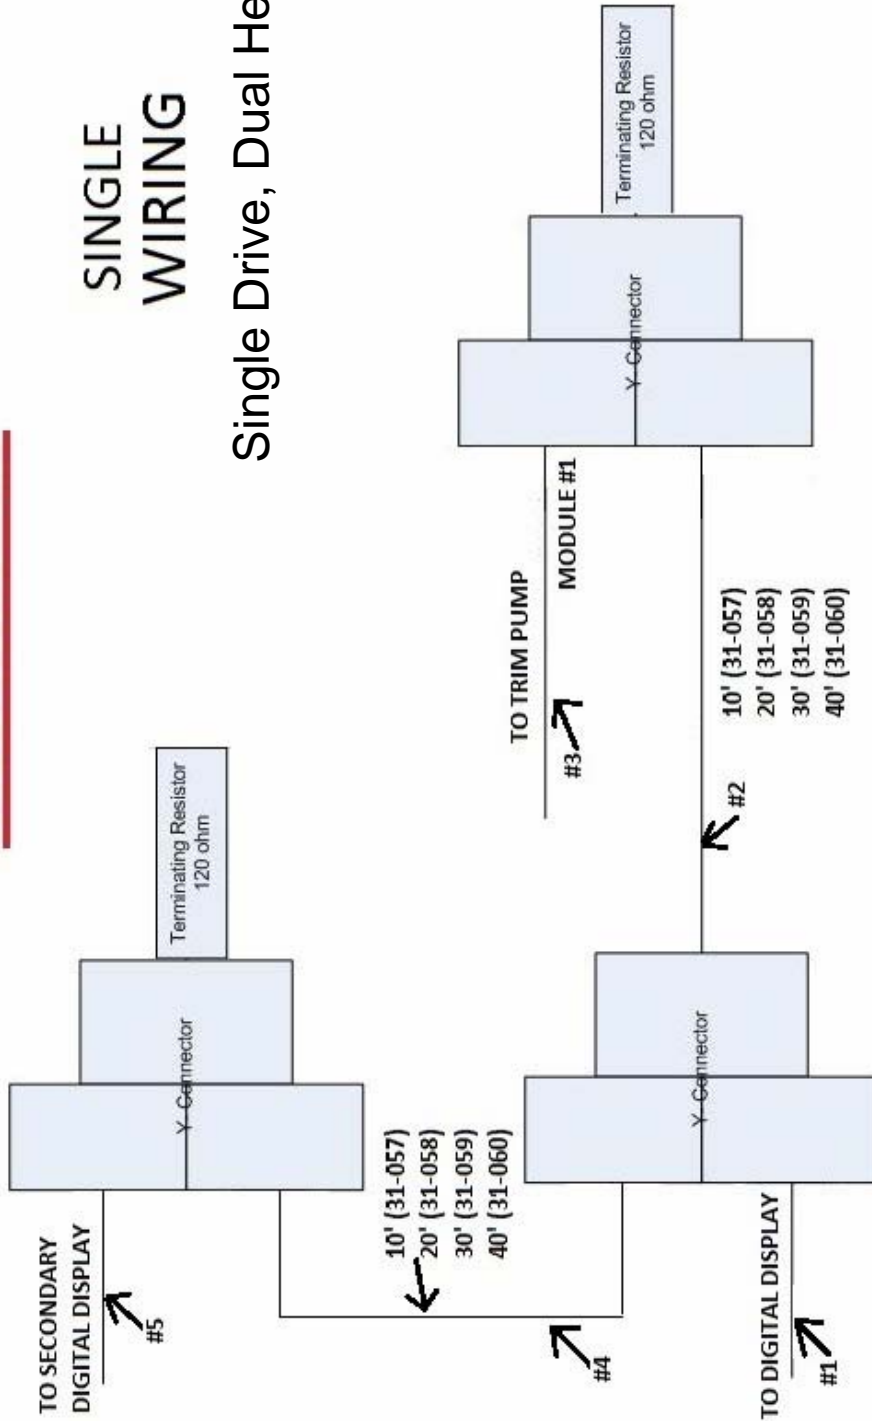 SINGLE
WIRING
Single Drive, Dual He
TO SECONDARY
DIGITAL DISPLAY
#5
Y-Connector
Terminating Resistor
120 ohm
10' (31-057)
20' (31-058)
30' (31-059)
40' (31-060)
#4
TO DIGITAL DISPLAY
#1
Y-Connector
TO TRIM PUMP
MODULE #1
#3
#2
10' (31-057)
20' (31-058)
30' (31-059)
40' (31-060)
Y-Connector
Terminating Resistor
120 ohm